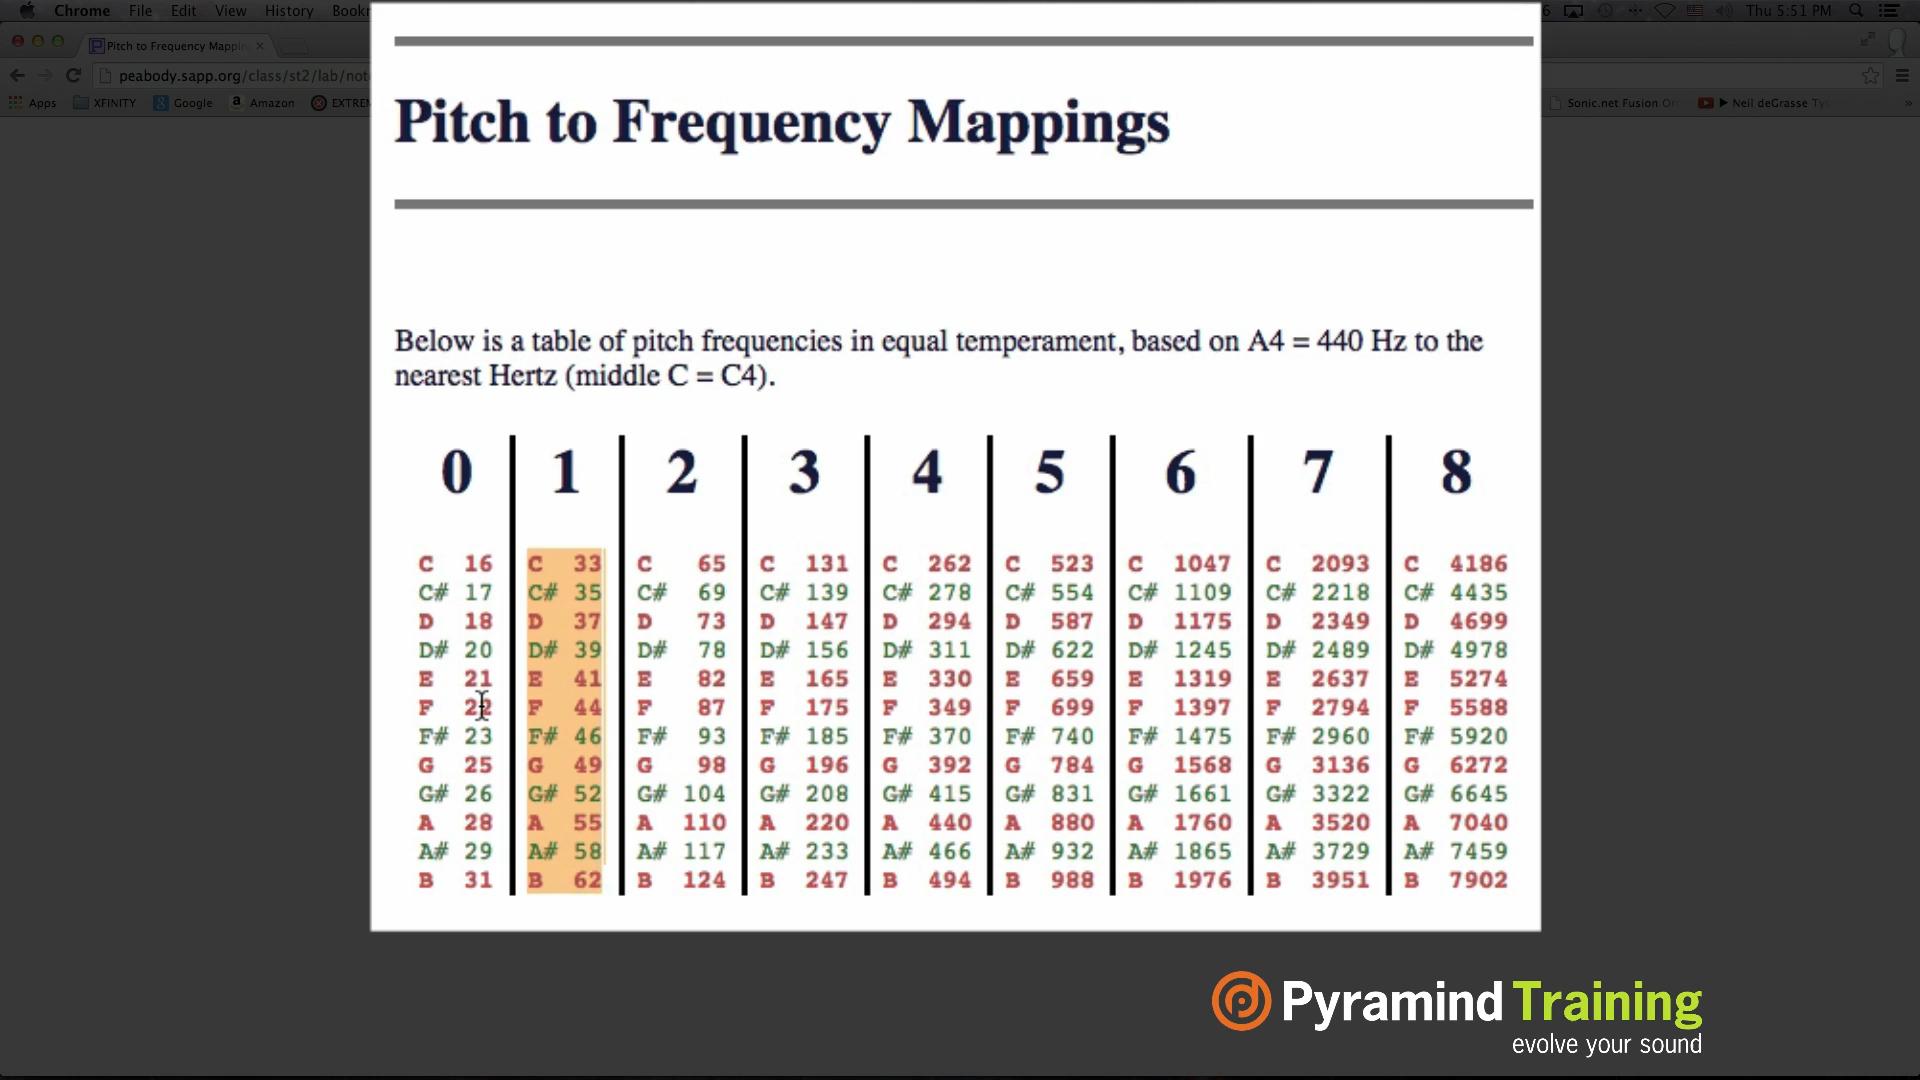 Chrome File Edit View History Thu 5:51 PM
Pitch to Frequency
peabody.sapp.org/class/st2/lab/
Apps XFINITY Google Amazon Sonic.net Fusion Neil deGrasse
Pitch to Frequency Mappings
Below is a table of pitch frequencies in equal temperament, based on A4 = 440 Hz to the
nearest Hertz (middle C = C4).
0 1 2 3 4 5 6 7 8
C 16 C 33 C 65 C 131 C 262 C 523 C 1047 C 2093 C 4186
C# 17 C# 35 C# 69 C# 139 C# 278 C# 554 C# 1109 C# 2218 C# 4435
D 18 D 37 D 73 D 147 D 294 D 587 D 1175 D 2349 D 4699
D# 20 D# 39 D# 78 D# 156 D# 311 D# 622 D# 1245 D# 2489 D# 4978
E 21 E 41 E 82 E 165 E 330 E 659 E 1319 E 2637 E 5274
F 22 F 44 F 87 F 175 F 349 F 699 F 1397 F 2794 F 5588
F# 23 F# 46 F# 93 F# 185 F# 370 F# 740 F# 1475 F# 2960 F# 5920
G 25 G 49 G 98 G 196 G 392 G 784 G 1568 G 3136 G 6272
G# 26 G# 52 G# 104 G# 208 G# 415 G# 831 G# 1661 G# 3322 G# 6645
A 28 A 55 A 110 A 220 A 440 A 880 A 1760 A 3520 A 7040
A# 29 A# 58 A# 117 A# 233 A# 466 A# 932 A# 1865 A# 3729 A# 7459
B 31 B 62 B 124 B 247 B 494 B 988 B 1976 B 3951 B 7902
Pyramind Training
evolve your sound